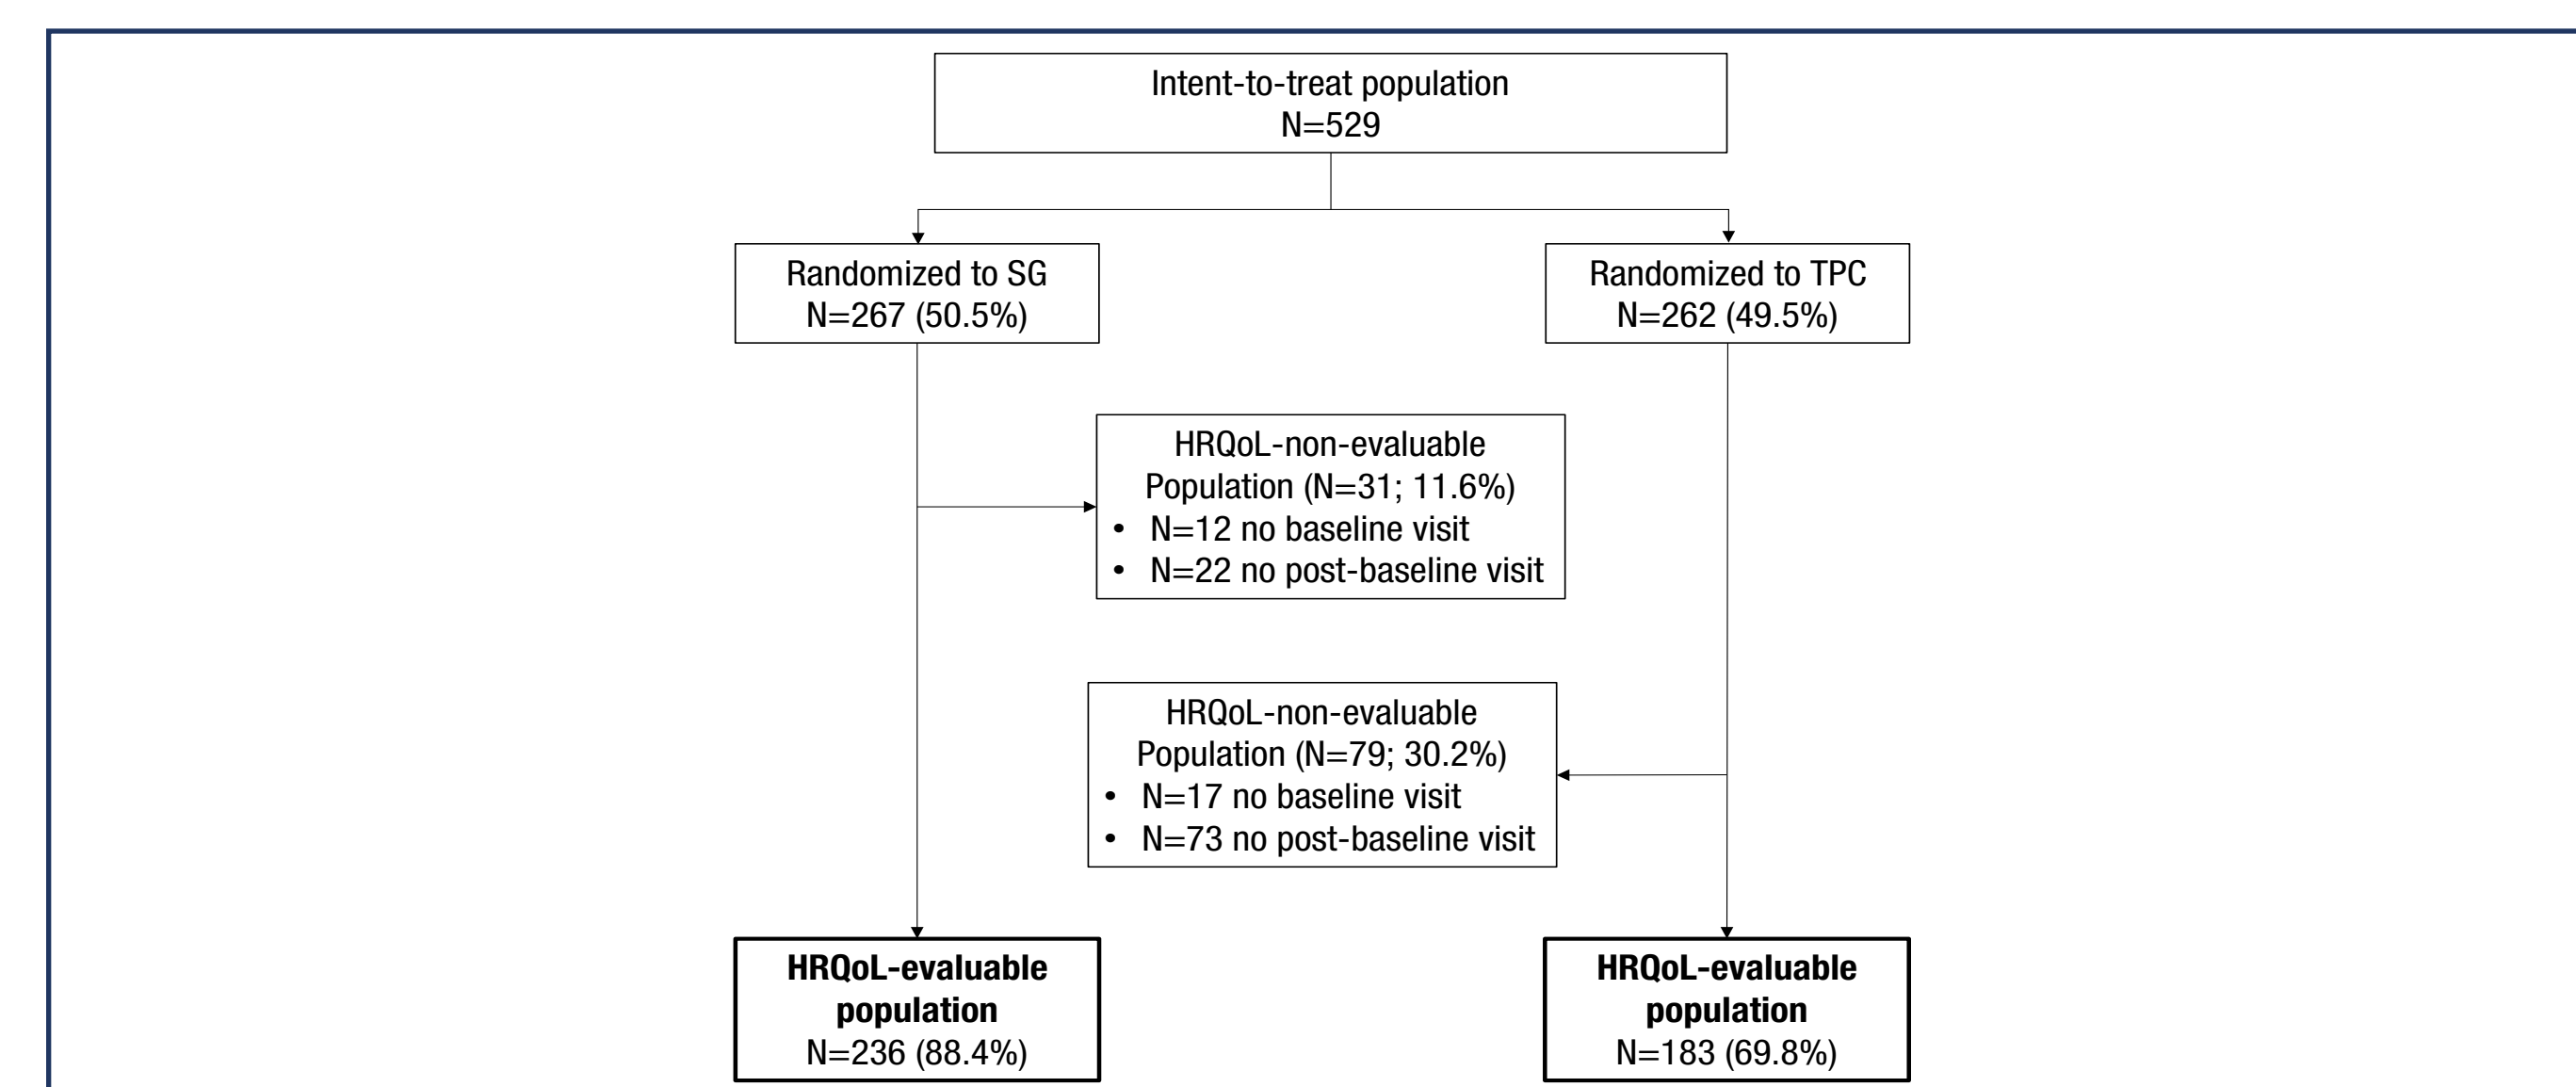 Intent-to-treat population
N=529
Randomized to SG
N=267 (50.5%)
Randomized to TPC
N=262 (49.5%)
HRQoL-non-evaluable
Population (N=31; 11.6%)
• N=12 no baseline visit
• N=22 no post-baseline visit
HRQoL-non-evaluable
Population (N=79; 30.2%)
• N=17 no baseline visit
• N=73 no post-baseline visit
HRQoL-evaluable
population
N=236 (88.4%)
HRQoL-evaluable
population
N=183 (69.8%)